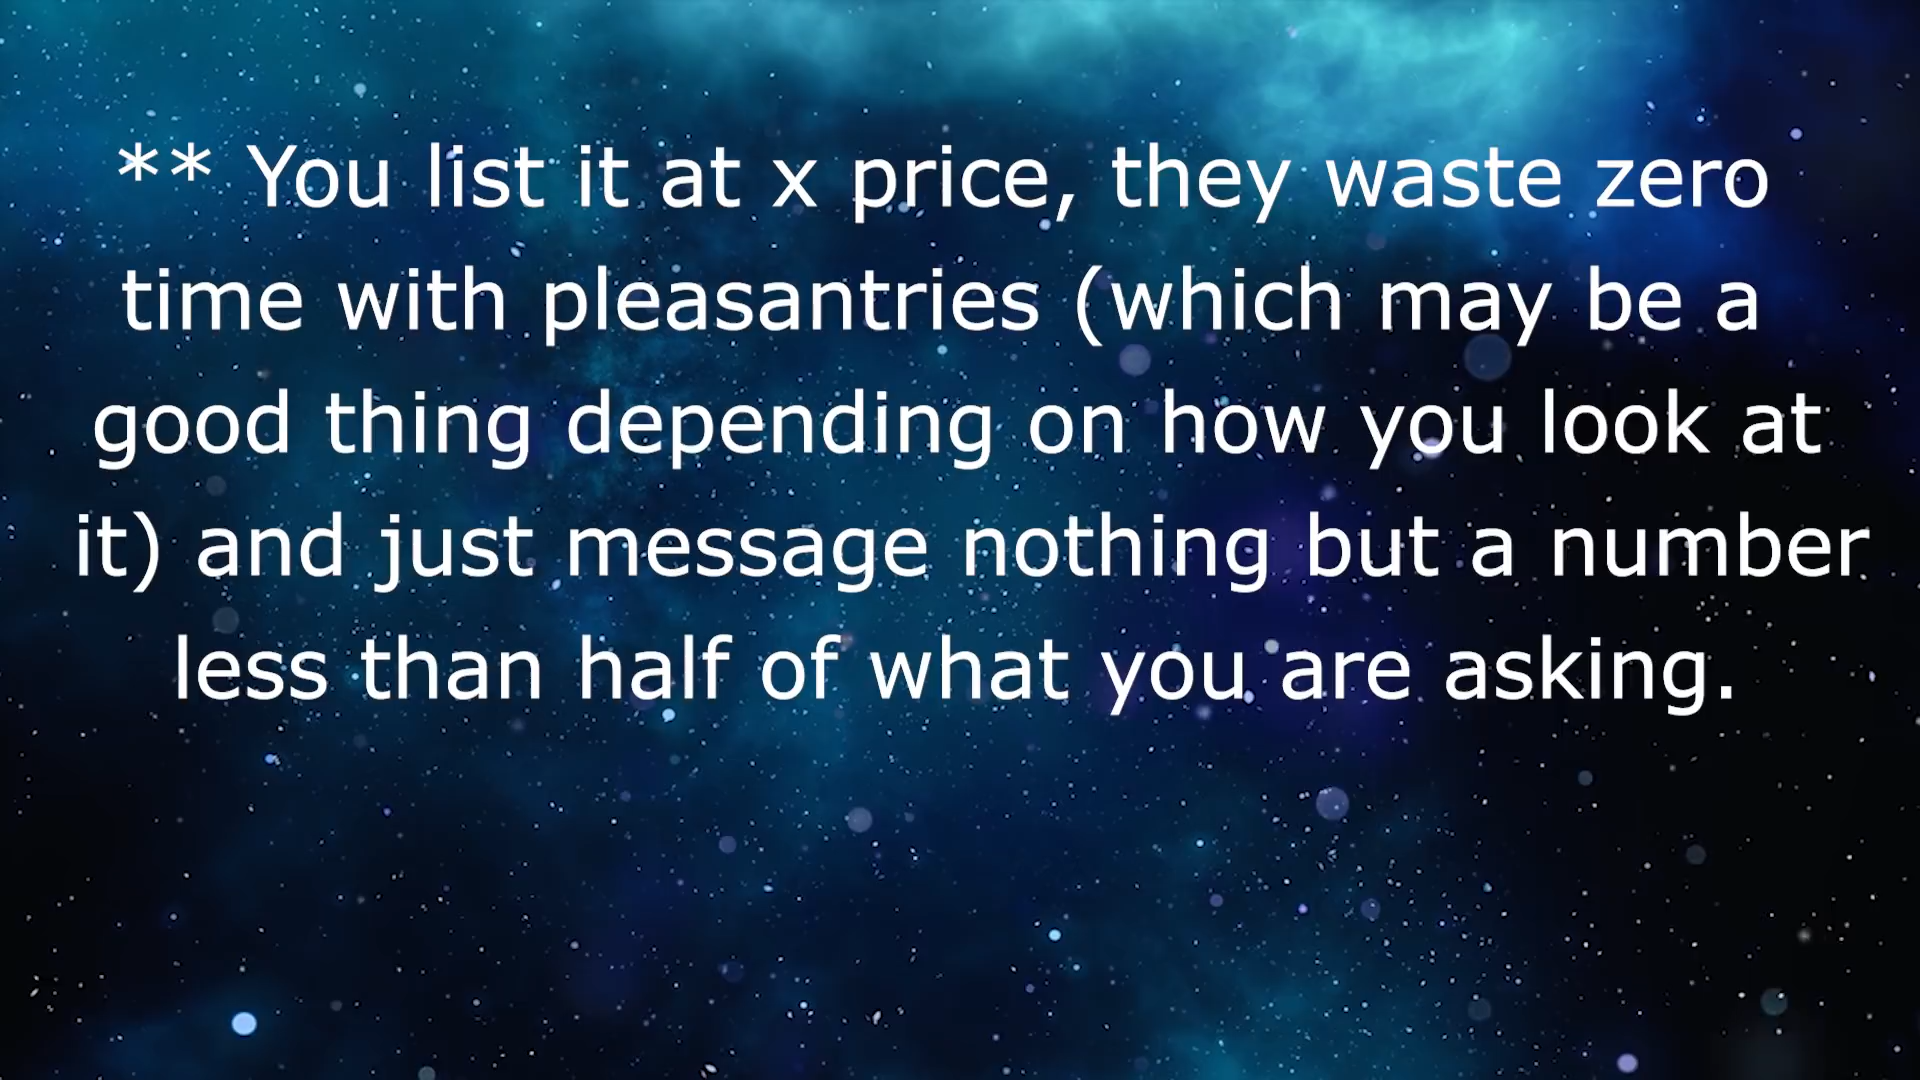 ** You list it at x price, they waste zero
time with pleasantries (which may be a
good thing depending on how you look at
it) and just message nothing but a number
less than half of what you are asking.